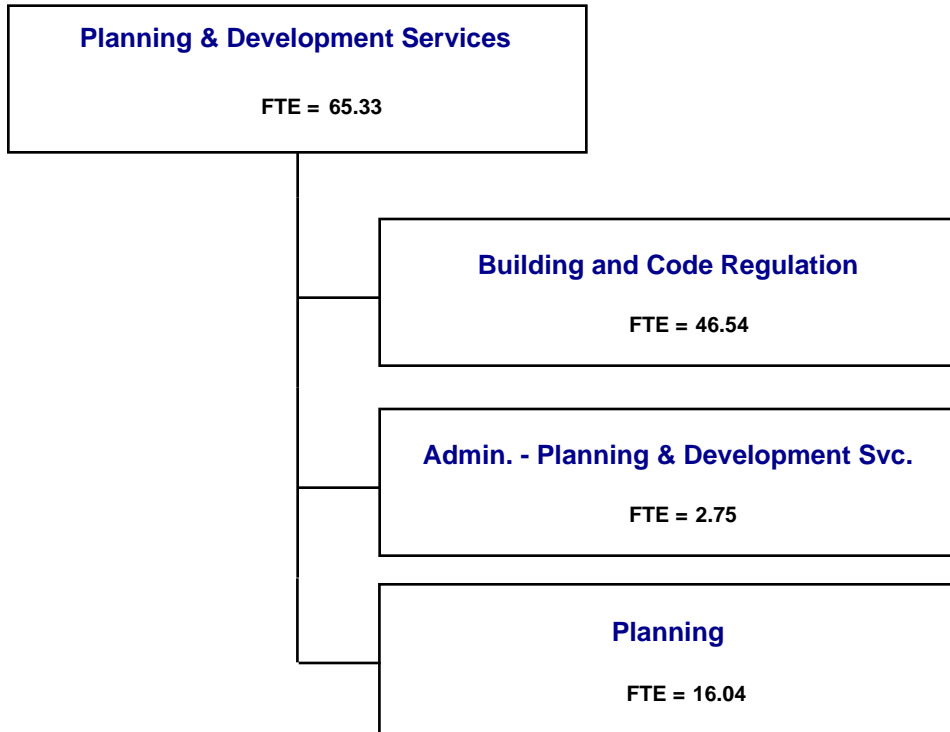 Planning & Development Services
FTE = 65.33
Building and Code Regulation
FTE = 46.54
Admin. - Planning & Development Svc.
FTE = 2.75
Planning
FTE = 16.04